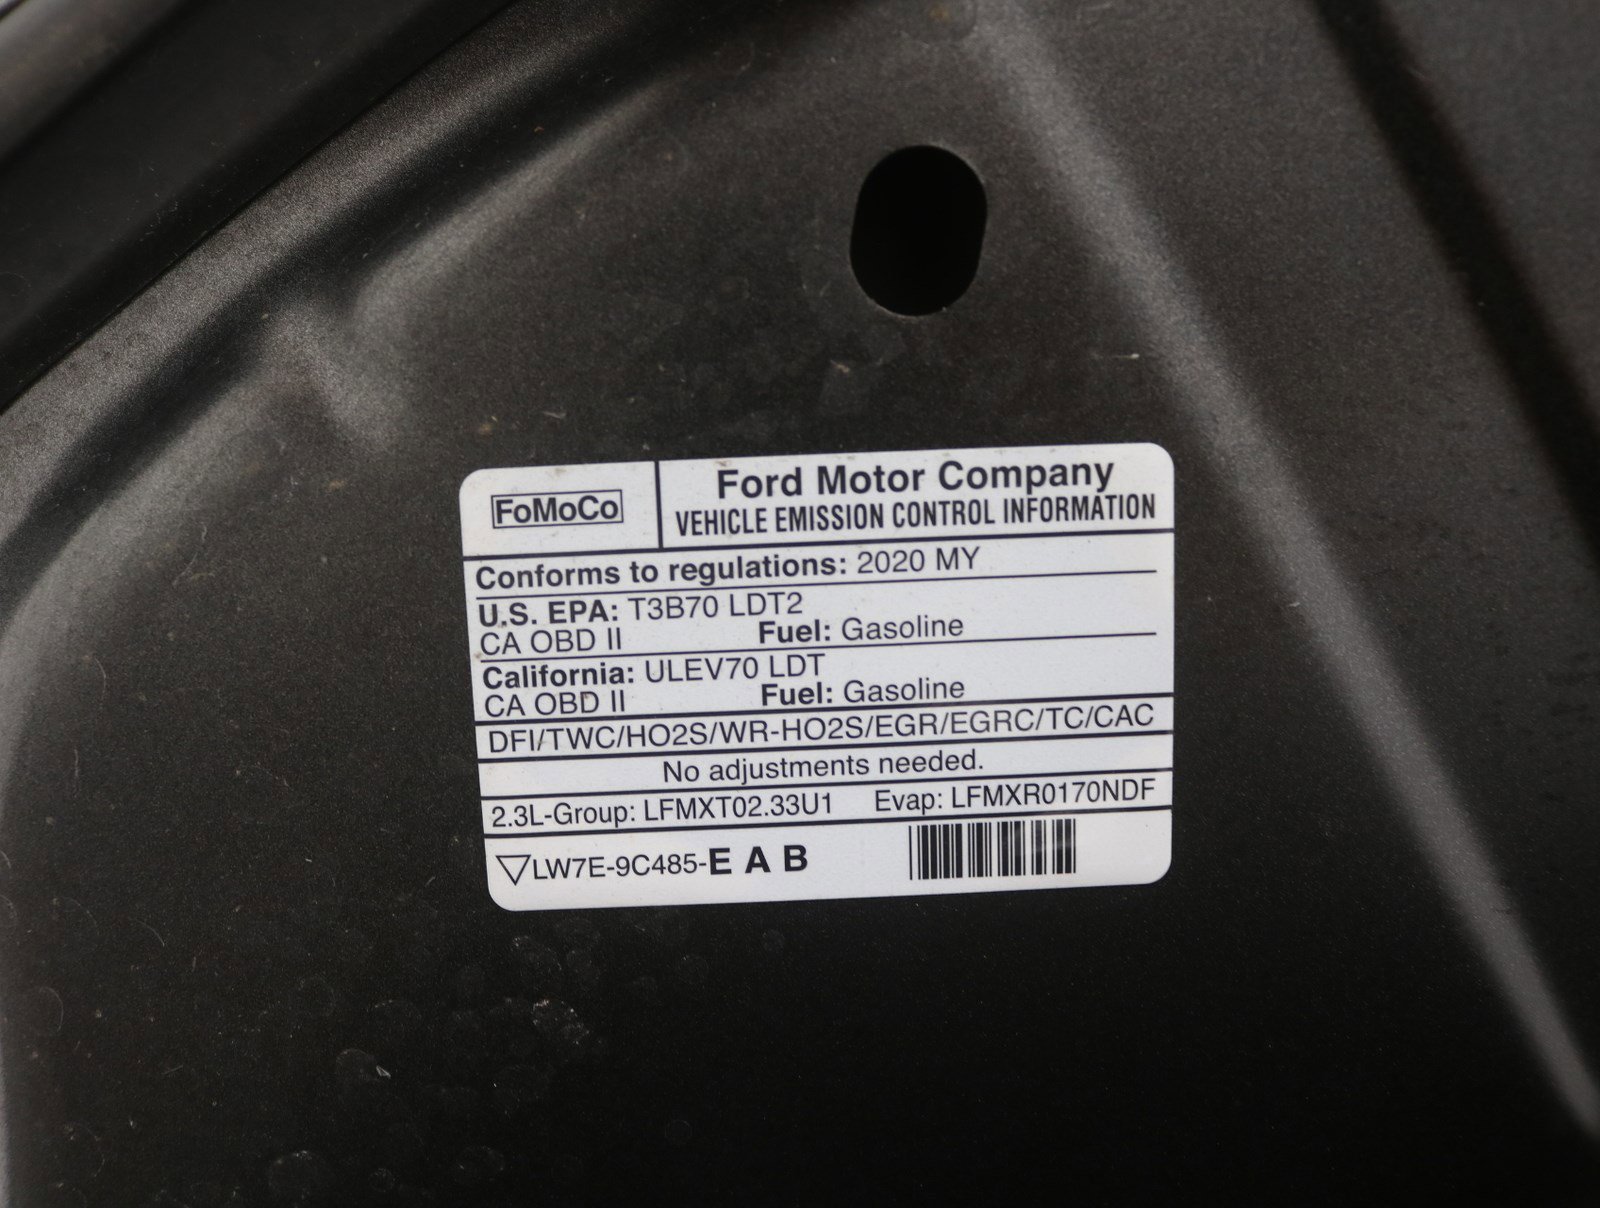 FoMoCo
Ford Motor Company
VEHICLE EMISSION CONTROL INFORMATION
Conforms to regulations: 2020 MY
U.S. EPA: T3B70 LDT2
CA OBD II Fuel: Gasoline
California: ULEV70 LDT
CA OBD II Fuel: Gasoline
DFI/TWC/HO2S/WR-HO2S/EGR/EGRC/TC/CAC
No adjustments needed.
2.3L-Group: LFMXT02.33U1 Evap: LFMXR0170NDF
▽LW7E-9C485-E A B